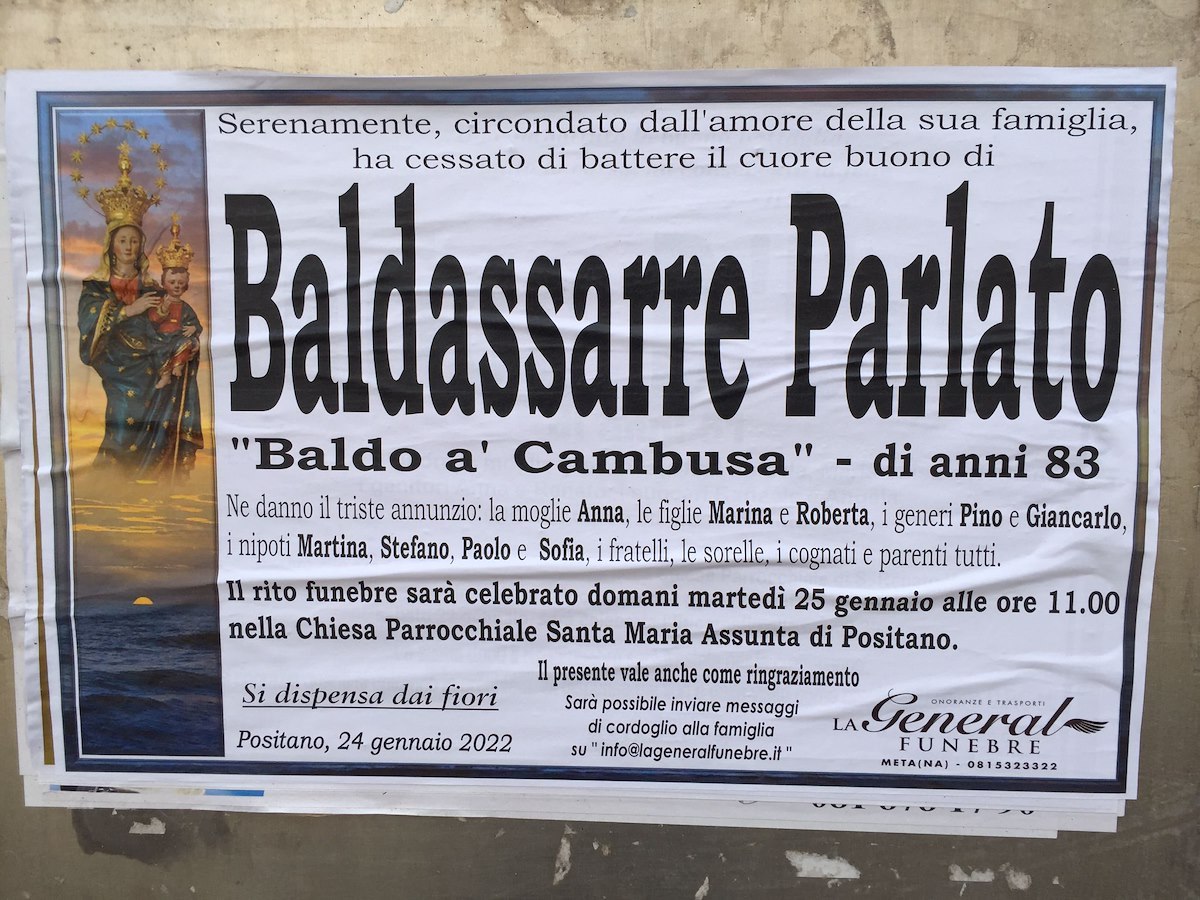 Serenamente, circondato dall'amore della sua famiglia,
ha cessato di battere il cuore buono di
Baldassarre Parlato
"Baldo a' Cambusa" - di anni 83
Ne danno il triste annunzio: la moglie Anna, le figlie Marina e Roberta, i generi Pino e Giancarlo,
i nipoti Martina, Stefano, Paolo e Sofia, i fratelli, le sorelle, i cognati e parenti tutti.
Il rito funebre sarà celebrato domani martedì 25 gennaio alle ore 11.00
nella Chiesa Parrocchiale Santa Maria Assunta di Positano.
Il presente vale anche come ringraziamento
Si dispensa dai fiori
Positano, 24 gennaio 2022
Sarà possibile inviare messaggi
di cordoglio alla famiglia
su " info@lageneralfunebre.it "
ONORANZE E TRASPORTI
LA General
FUNEBRE
META(NA) - 0815323322